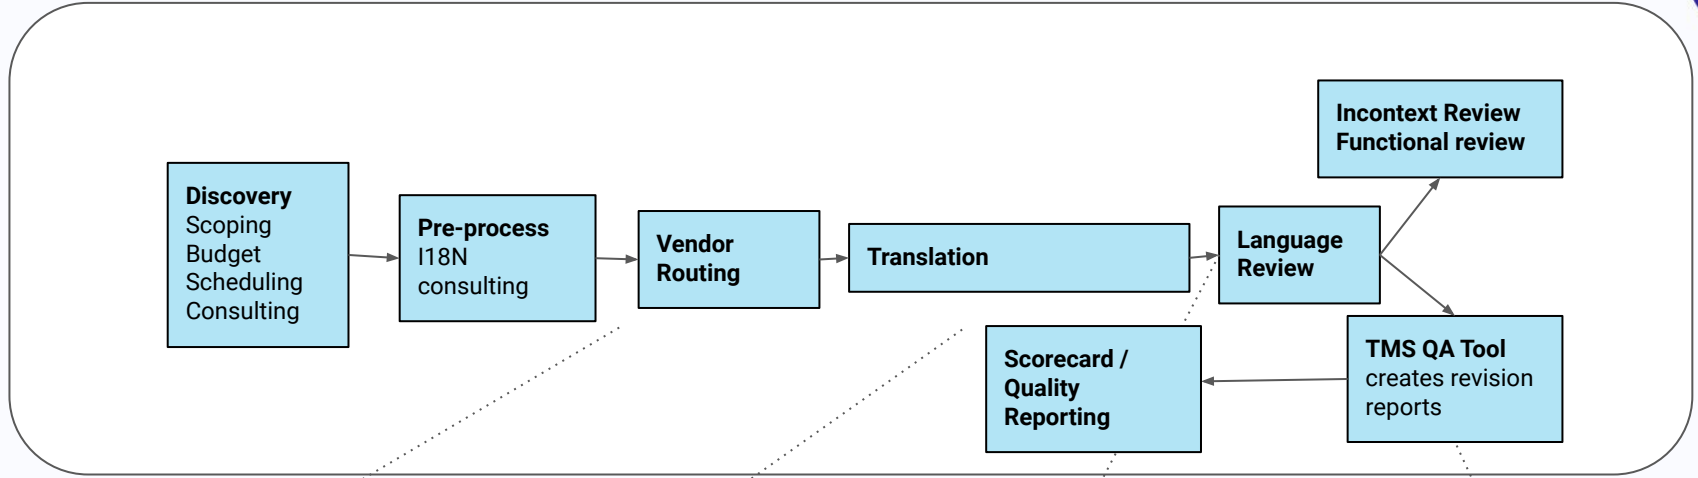 Discovery
Scoping
Budget
Scheduling
Consulting
Pre-process
I18N
consulting
Vendor
Routing
Translation
Language
Review
Incontext Review
Functional review
TMS QA Tool
creates revision
reports
Scorecard /
Quality
Reporting